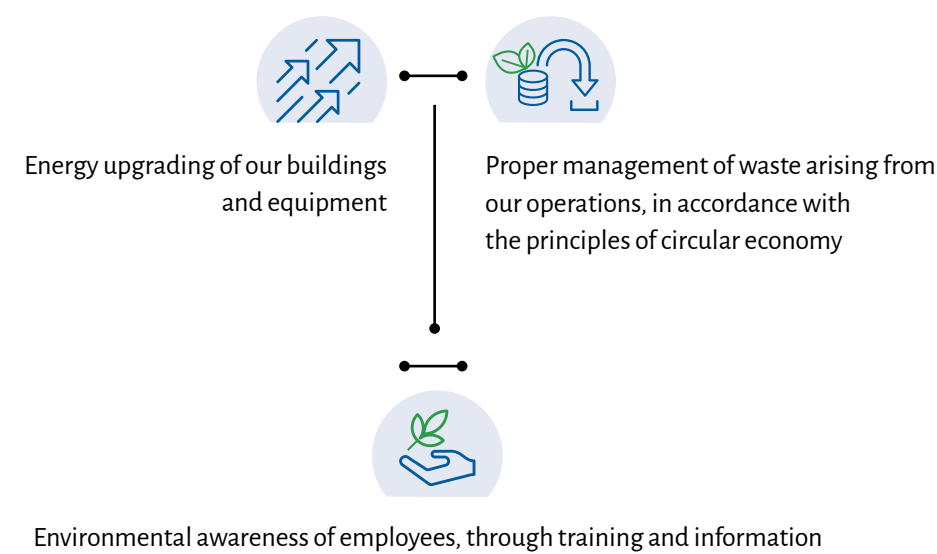 Energy upgrading of our buildings
and equipment
Proper management of waste arising from
our operations, in accordance with
the principles of circular economy
Environmental awareness of employees, through training and information